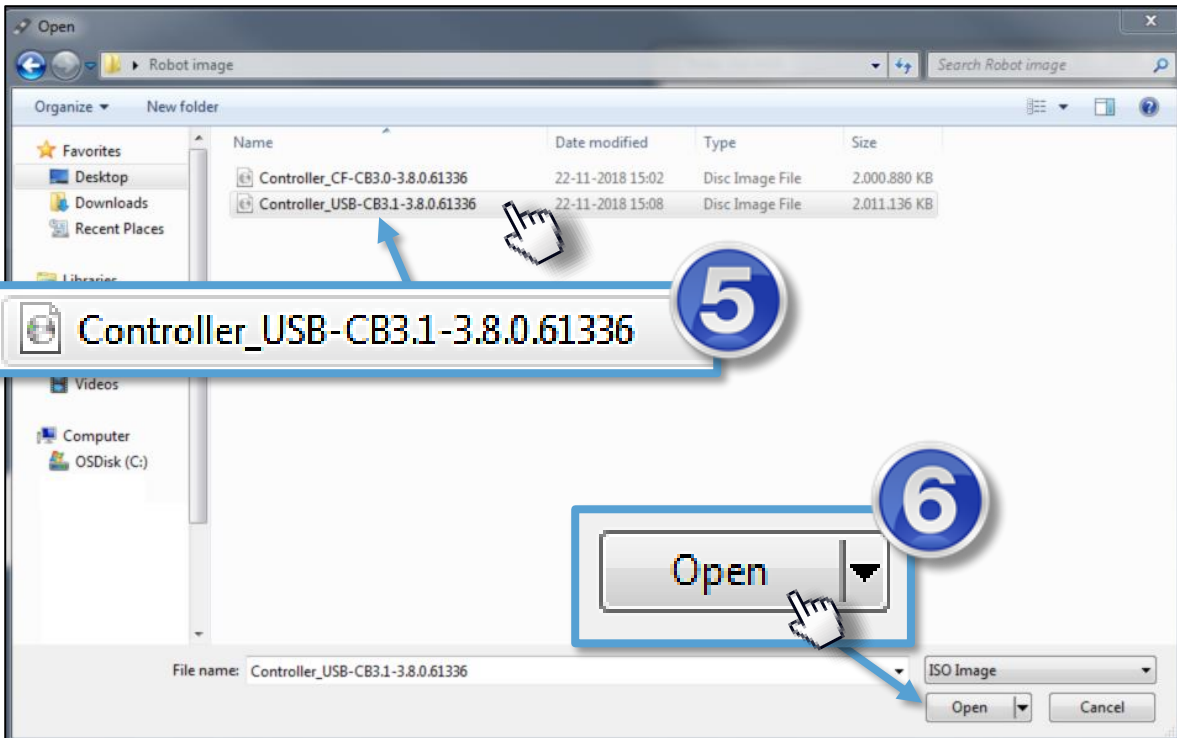 Open
Robot image
Search Robot image
Organize New folder
Name Date modified Type Size
Favorites
Desktop
Downloads
Recent Places
Libraries
Controller_CF-CB3.0-3.8.0.61336 22-11-2018 15:02 Disc Image File 2.000.880 KB
Controller_USB-CB3.1-3.8.0.61336 22-11-2018 15:08 Disc Image File 2.011.136 KB
5
Controller_USB-CB3.1-3.8.0.61336
Videos
Computer
OSDisk (C:)
6
Open
File name: Controller_USB-CB3.1-3.8.0.61336 ISO Image
Open Cancel